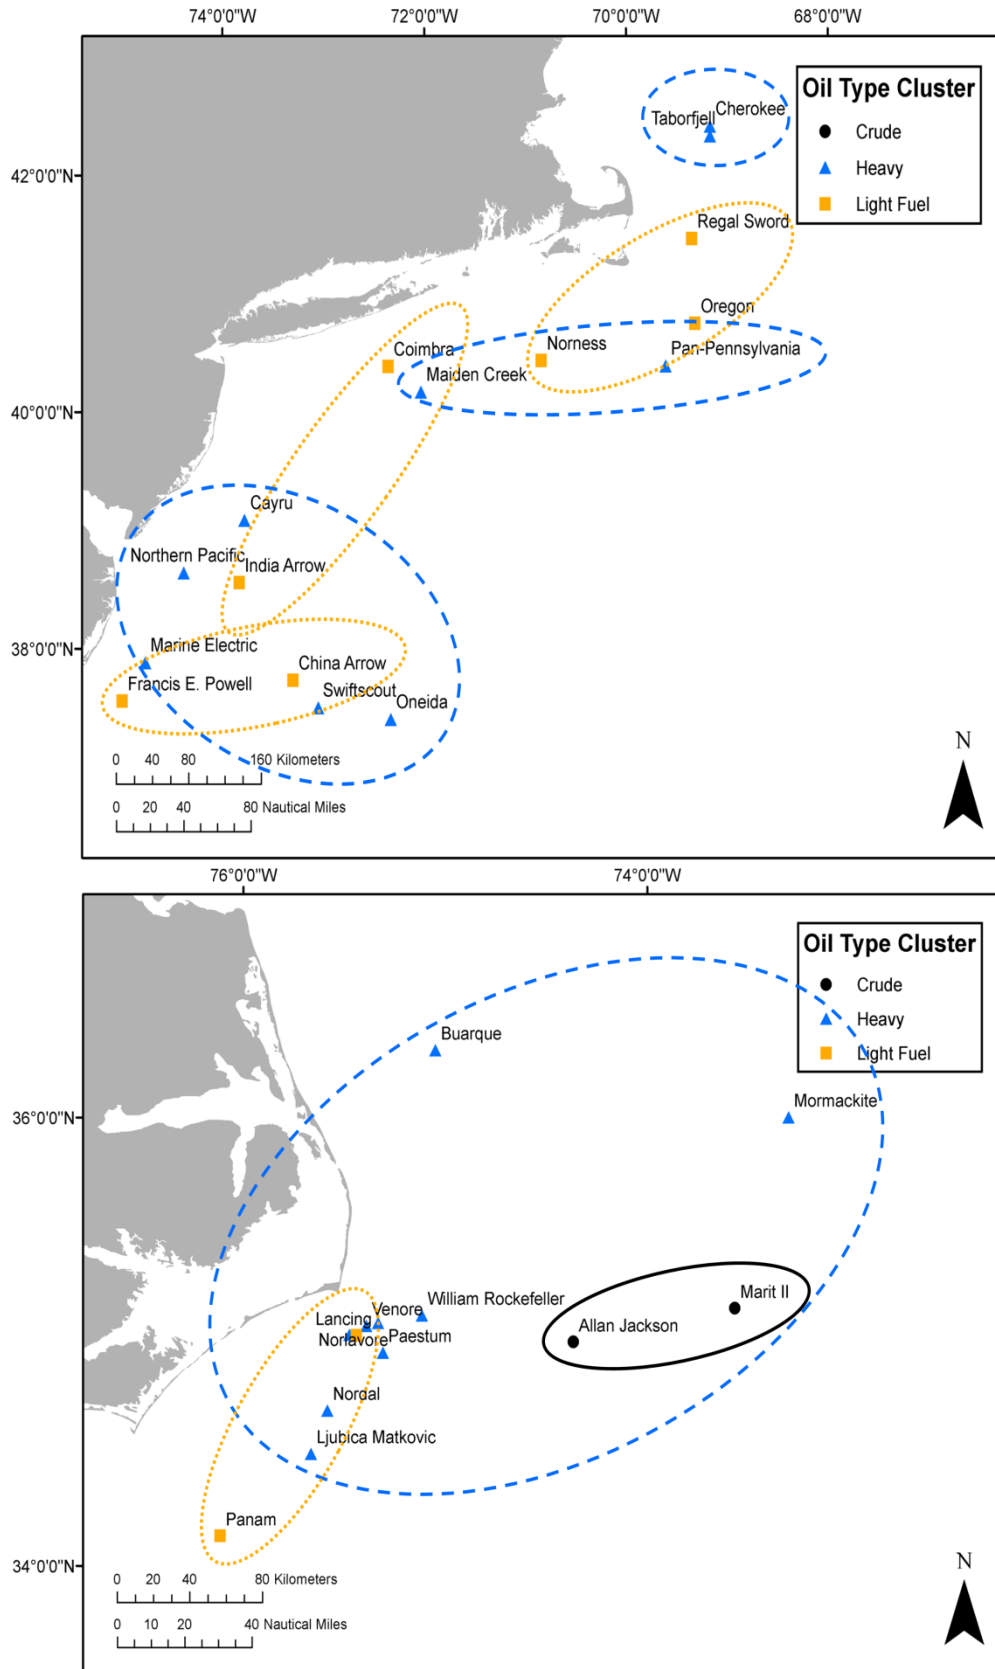 74°0'0"W 72°0'0"W 70°0'0"W 68°0'0"W
Oil Type Cluster
Crude
Heavy
Light Fuel
Cherokee
Taborfjell
42°0'0"N
Regal Sword
Oregon
Norness
Pan-Pennsylvania
Coimbra
Maiden Creek
40°0'0"N
Cayru
Northern Pacific
India Arrow
38°0'0"N
Marine Electric
China Arrow
Francis E. Powell
Swiftscout
Oneida
0 40 80 160 Kilometers
0 20 40 80 Nautical Miles
N
76°0'0"W 74°0'0"W
Oil Type Cluster
Crude
Heavy
Light Fuel
Buarque
Mormackite
36°0'0"N
Marit II
William Rockefeller
Venore
Lancing
Allan Jackson
Norlavore
Paestum
Nordal
Ljubica Matkovic
Panam
34°0'0"N
0 20 40 80 Kilometers
0 10 20 40 Nautical Miles
N